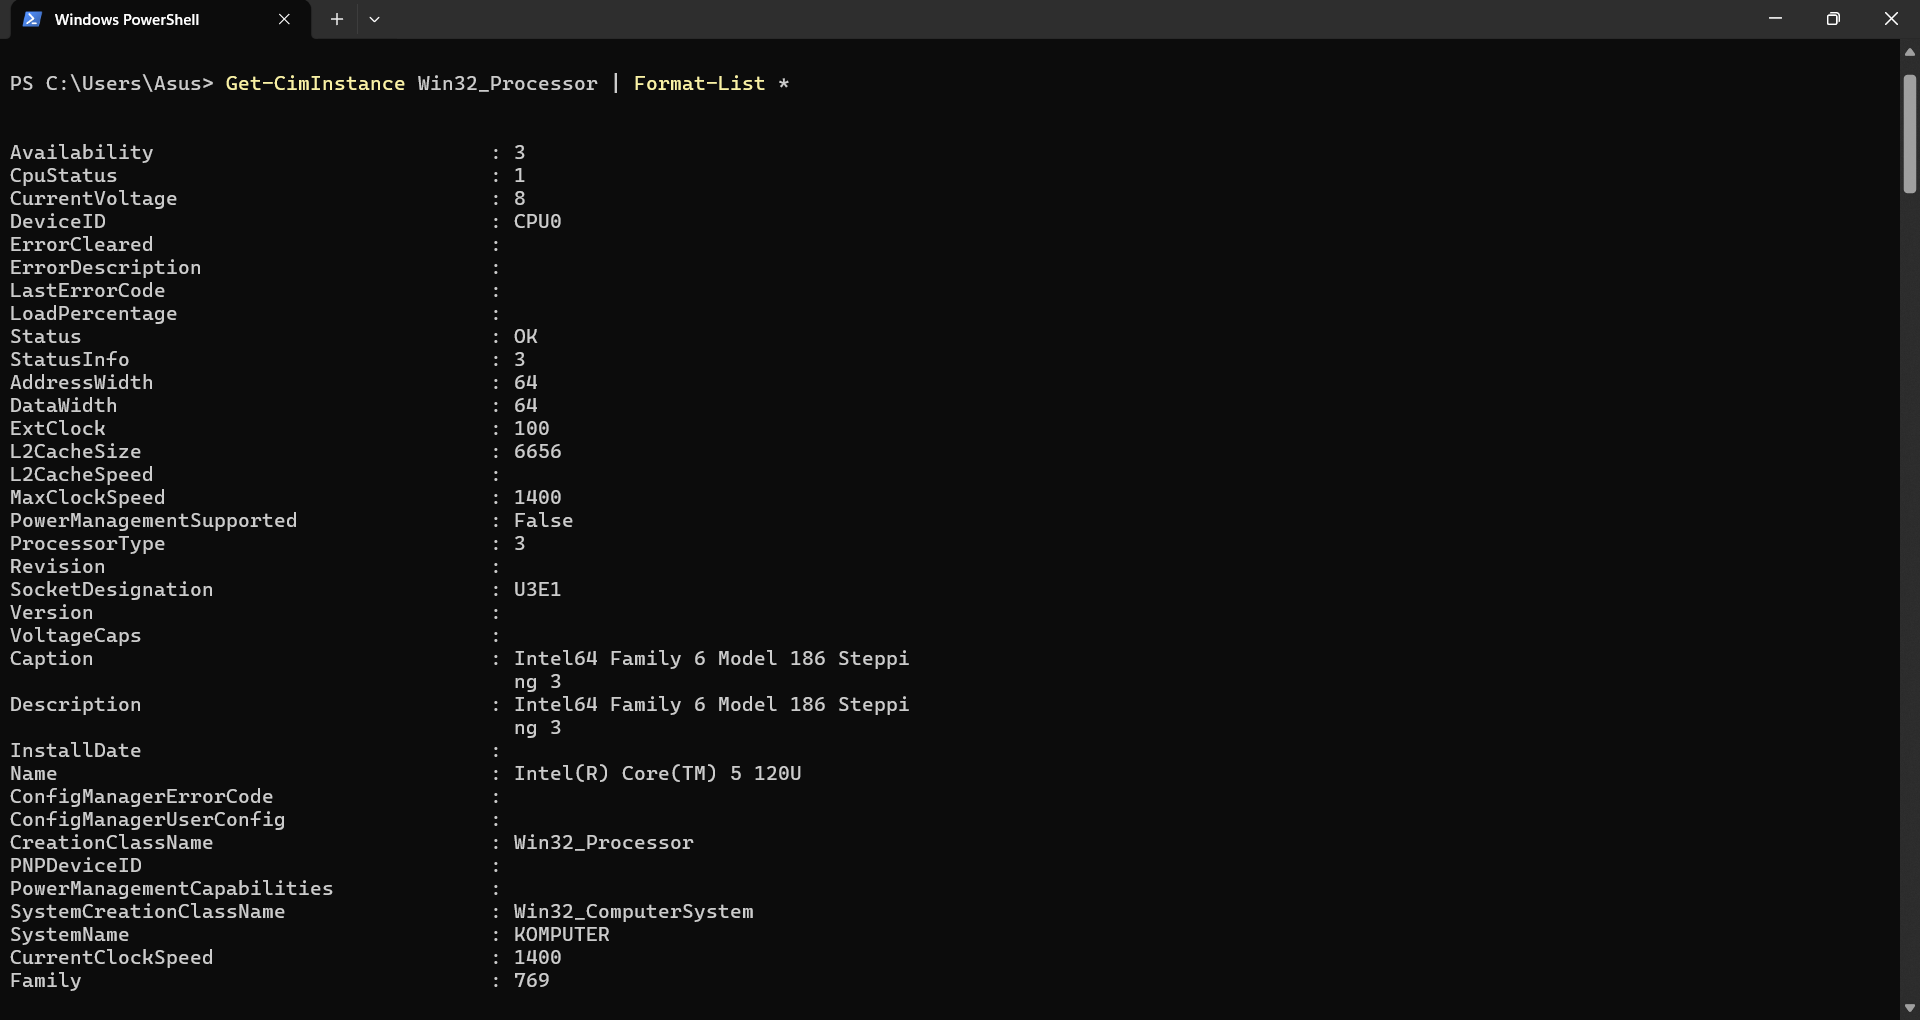 Windows PowerShell
PS C:\Users\Asus> Get-CimInstance Win32_Processor | Format-List *
Availability : 3
CpuStatus : 1
CurrentVoltage : 8
DeviceID : CPU0
ErrorCleared :
ErrorDescription :
LastErrorCode :
LoadPercentage :
Status : OK
StatusInfo : 3
AddressWidth : 64
DataWidth : 64
ExtClock : 100
L2CacheSize : 6656
L2CacheSpeed :
MaxClockSpeed : 1400
PowerManagementSupported : False
ProcessorType : 3
Revision :
SocketDesignation : U3E1
Version :
VoltageCaps :
Caption : Intel64 Family 6 Model 186 Steppi
ng 3
Description : Intel64 Family 6 Model 186 Steppi
ng 3
InstallDate :
Name : Intel(R) Core(TM) 5 120U
ConfigManagerErrorCode :
ConfigManagerUserConfig :
CreationClassName : Win32_Processor
PNPDeviceID :
PowerManagementCapabilities :
SystemCreationClassName : Win32_ComputerSystem
SystemName : KOMPUTER
CurrentClockSpeed : 1400
Family : 769